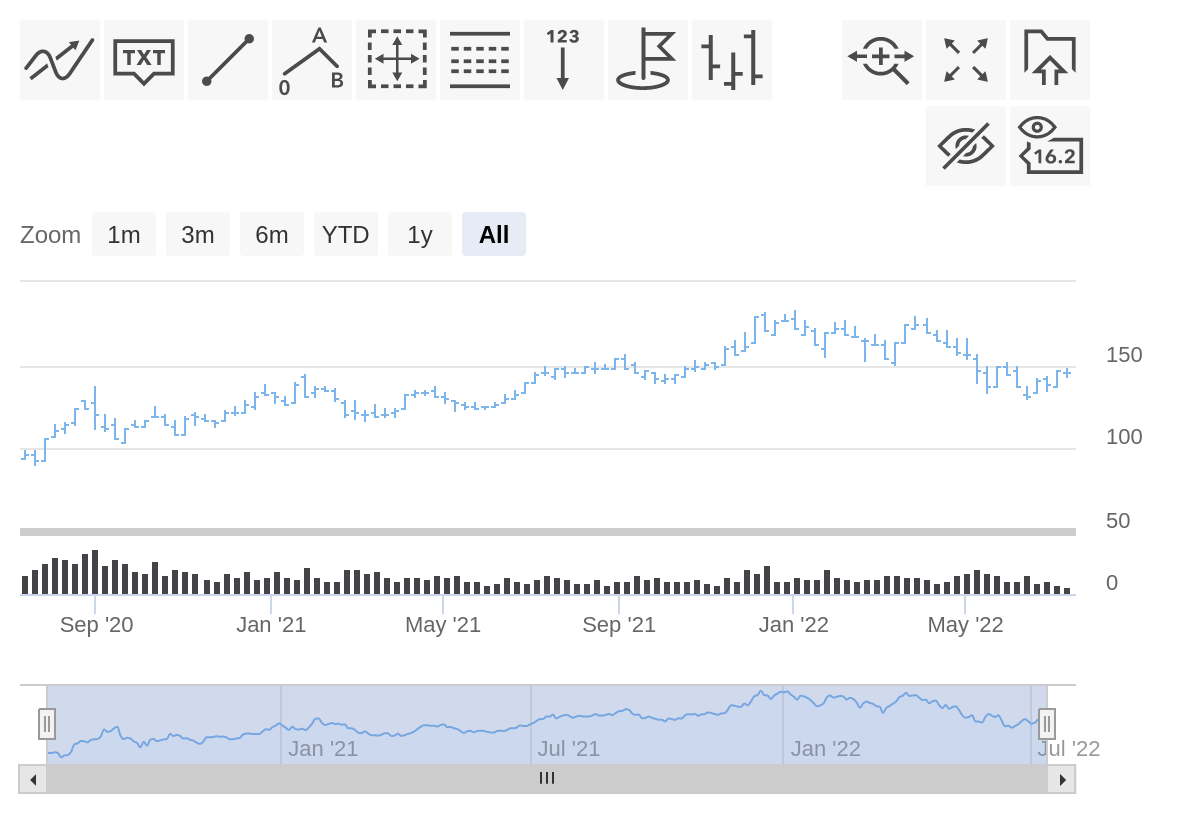 TXT
A
0
B
123
16.2
Zoom 1m 3m 6m YTD 1y All
150
100
50
0
Sep '20 Jan '21 May '21 Sep '21 Jan '22 May '22
Jan '21 Jul '21 Jan '22 Jul '22